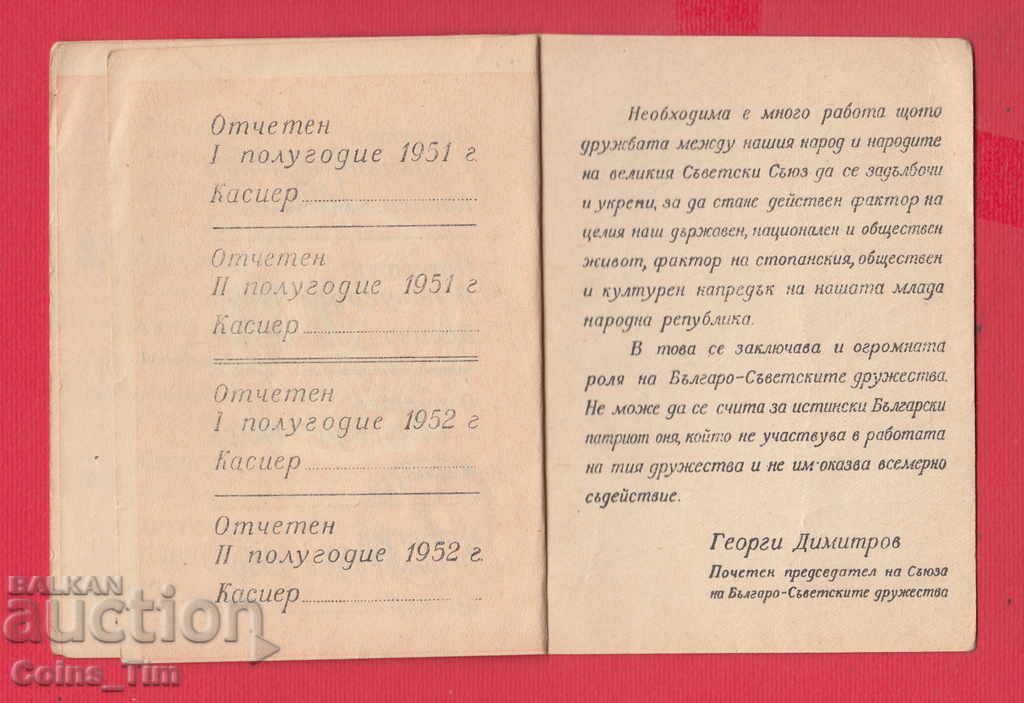 Отчетен
I полугодие 1951 г.
Касиер
Отчетен
II полугодие 1951 г
Касиер
Отчетен
I полугодие 1952 г
Касиер
Отчетен
II полугодие 1952 г.
Касиер
Необходима е много работа щото
дружбата между нашия народ и народите
на великия Съветски Съюз да се задълбочи
и укрепи, за да стане действен фактор на
целия наш държавен, национален и обществен
живот, фактор на стопанския, обществен
и културен напредък на нашата млада
народна република.
В това се заключава и огромната
роля на Българо-Съветските дружества.
Не може да се счита за истински Български
патриот оня, който не участвува в работата
на тия дружества и не им оказва всемерно
съдействие.
Георги Димитров
Почетен председател на Съюза
на Българо-Съветските дружества
BALKAN
auction
Coins_Tim